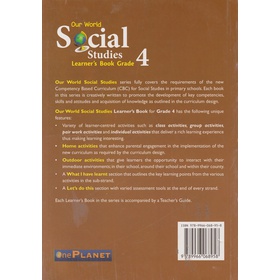 Our World
Social
Studies
Learner's Book Grade 4
Our World Social Studies series fully covers the requirements of the new
Competency Based Curriculum (CBC) for Social Studies in primary schools. Each book
in this series is creatively written to promote the development of key competencies,
skills and attitudes and acquisition of knowledge as outlined in the curriculum design.
Our World Social Studies Learner's Book for Grade 4 has the following unique
features:
• Variety of learner-centred activities such as class activities, group activities,
pair work activities and individual activities that deliver a rich learning experience
thus making learning interesting.
• Home activities that enhance parental engagement in the implementation of the new
curriculum as required by the curriculum design.
• Outdoor activities that give learners the opportunity to interact with their
immediate environments in their school around their school and within their county.
• A What I have learnt section that outlines the key learning points from the various
activities in the sub-strand.
• A Let's do this section with varied assessment tools at the end of every strand.
Each Learner's Book in the series is accompanied by a Teacher's Guide.
One PLANET